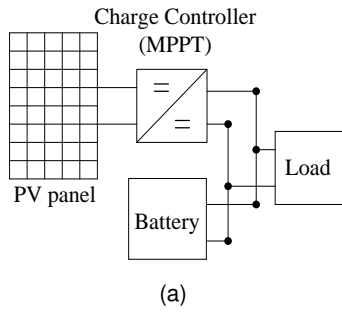 Charge Controller
(MPPT)
PV panel
Battery
Load
(a)